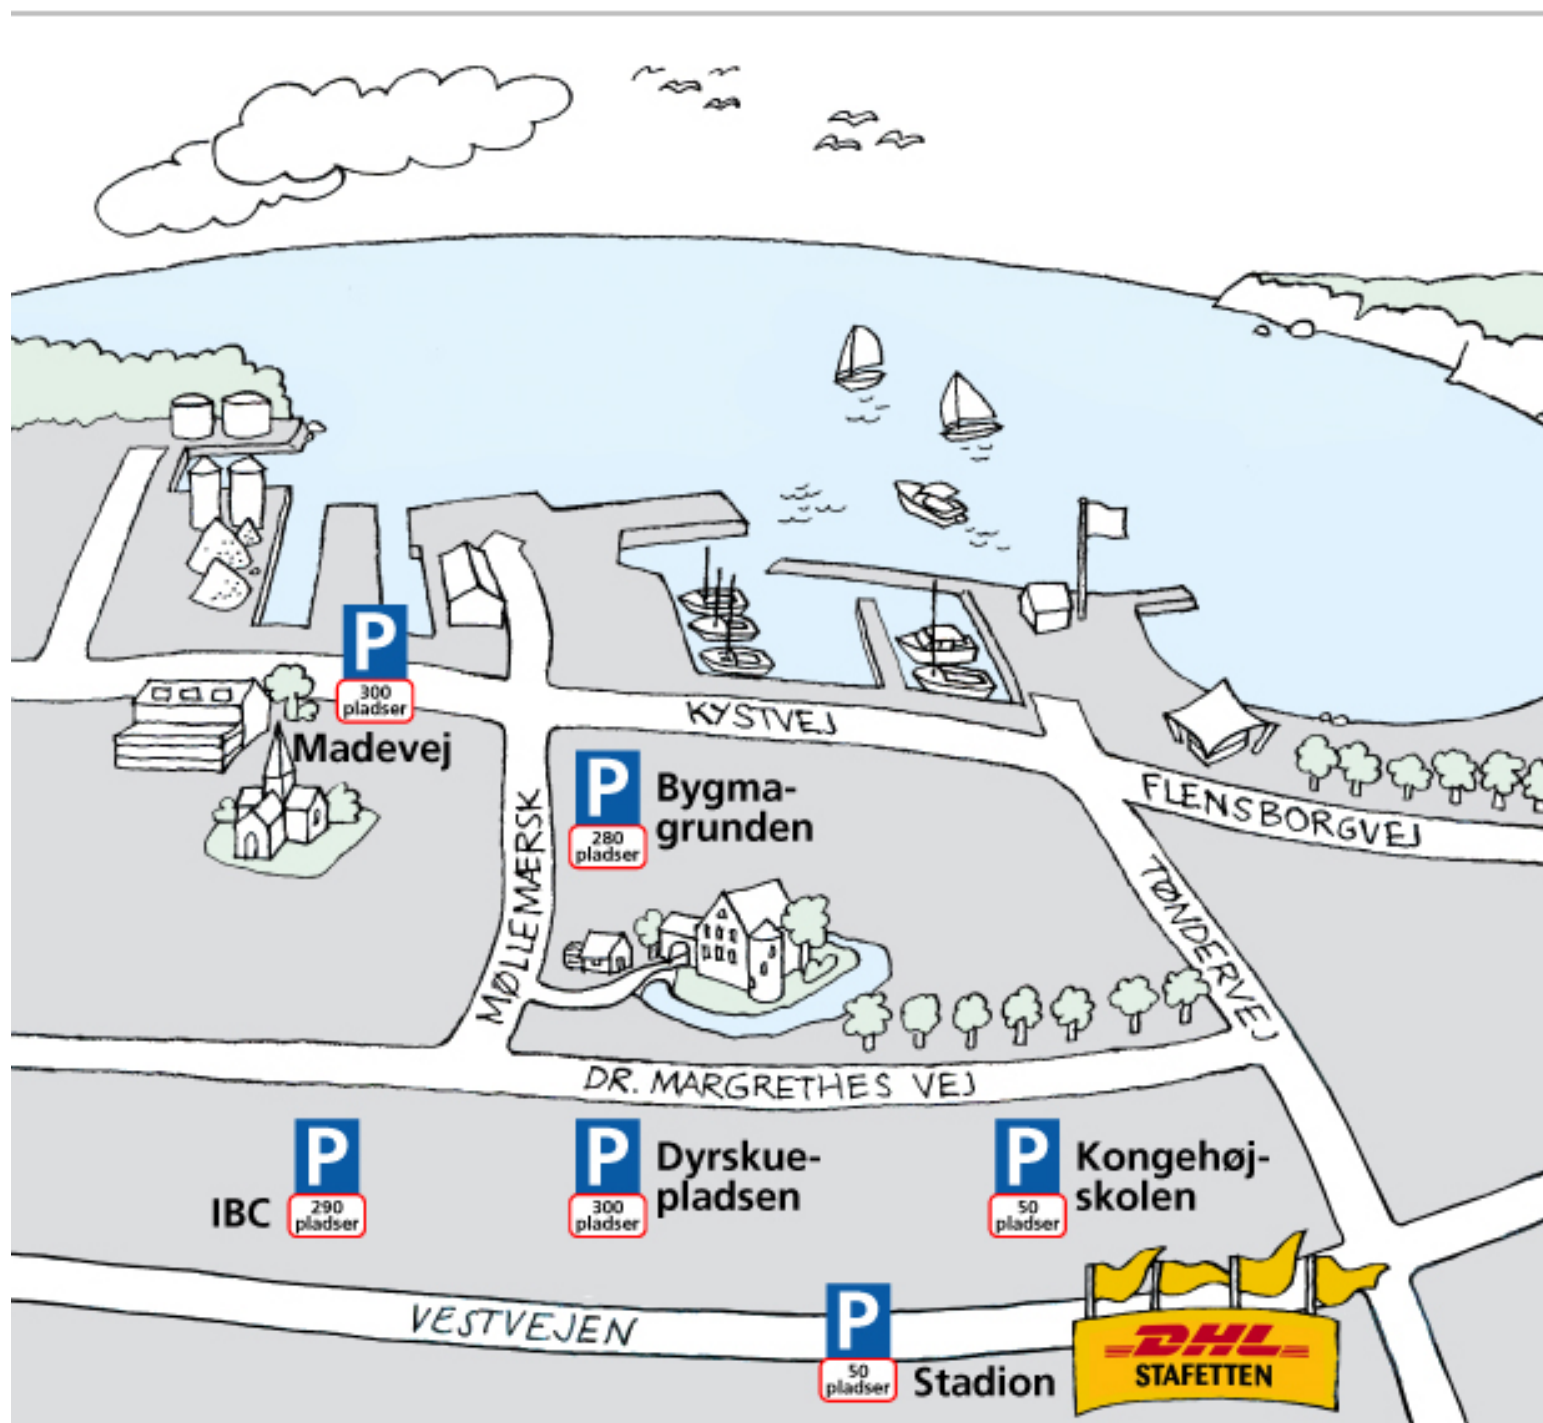 P
300
pladser
Madevej
KYSTVEJ
P
280
pladser
Bygma-
grunden
FLENSBORGVEJ
MØLLEMÆRSK
TØNDERVEJ
DR. MARGRETHES VEJ
IBC
P
290
pladser
P
300
pladser
Dyrskue-
pladsen
P
50
pladser
Kongehøj-
skolen
VESTVEJEN
P
50
pladser
Stadion
DHL
STAFETTEN